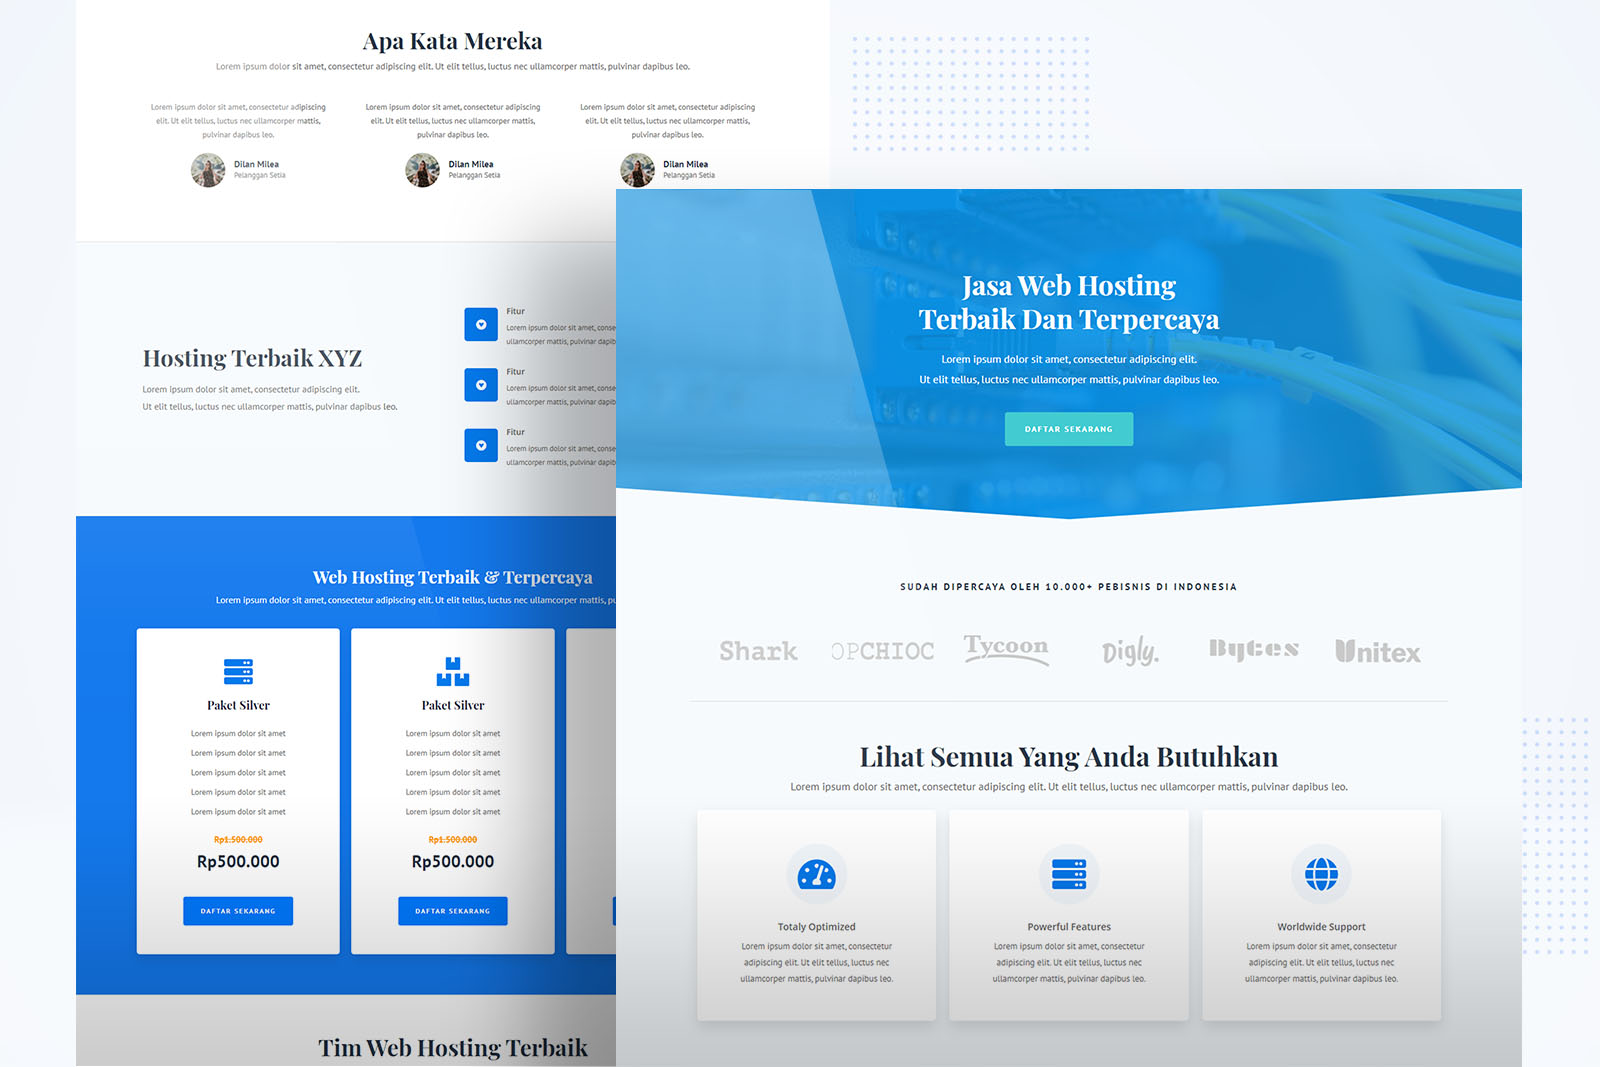 Apa Kata Mereka
Lorem ipsum dolor sit amet, consectetur adipiscing elit. Ut elit tellus, luctus nec ullamcorper mattis, pulvinar dapibus leo.
Lorem ipsum dolor sit amet, consectetur adipiscing
elit. Ut elit tellus, luctus nec ullamcorper mattis,
pulvinar dapibus leo.
Dilan Milea
Pelanggan Setia
Lorem ipsum dolor sit amet, consectetur adipiscing
elit. Ut elit tellus, luctus nec ullamcorper mattis,
pulvinar dapibus leo.
Dilan Milea
Pelanggan Setia
Lorem ipsum dolor sit amet, consectetur adipiscing
elit. Ut elit tellus, luctus nec ullamcorper mattis,
pulvinar dapibus leo.
Dilan Milea
Pelanggan Setia
Hosting Terbaik XYZ
Lorem ipsum dolor sit amet, consectetur adipiscing elit.
Ut elit tellus, luctus nec ullamcorper mattis, pulvinar dapibus leo.
Fitur
Lorem ipsum dolor sit amet,
ullamcorper mattis, pulvinar
Fitur
Lorem ipsum dolor sit amet,
ullamcorper mattis, pulvinar
Fitur
Lorem ipsum dolor sit amet,
ullamcorper mattis, pulvinar
Web Hosting Terbaik & Terpercaya
Lorem ipsum dolor sit amet, consectetur adipiscing elit. Ut elit tellus, luctus nec ullamcorper mattis,
Paket Silver
Lorem ipsum dolor sit amet
Lorem ipsum dolor sit amet
Lorem ipsum dolor sit amet
Lorem ipsum dolor sit amet
Lorem ipsum dolor sit amet
Rp1.500.000
Rp500.000
DAFTAR SEKARANG
Paket Silver
Lorem ipsum dolor sit amet
Lorem ipsum dolor sit amet
Lorem ipsum dolor sit amet
Lorem ipsum dolor sit amet
Lorem ipsum dolor sit amet
Rp1.500.000
Rp500.000
DAFTAR SEKARANG
Tim Web Hosting Terbaik
Jasa Web Hosting
Terbaik Dan Terpercaya
Lorem ipsum dolor sit amet, consectetur adipiscing elit.
Ut elit tellus, luctus nec ullamcorper mattis, pulvinar dapibus leo.
DAFTAR SEKARANG
SUDAH DIPERCAYA OLEH 10.000+ PEBISNIS DI INDONESIA
Shark
OPCHIOC
Tycoon
Digly.
Bytes
Unitex
Lihat Semua Yang Anda Butuhkan
Lorem ipsum dolor sit amet, consectetur adipiscing elit. Ut elit tellus, luctus nec ullamcorper mattis, pulvinar dapibus leo.
Totaly Optimized
Lorem ipsum dolor sit amet, consectetur
adipiscing elit. Ut elit tellus, luctus nec
ullamcorper mattis, pulvinar dapibus leo.
Powerful Features
Lorem ipsum dolor sit amet, consectetur
adipiscing elit. Ut elit tellus, luctus nec
ullamcorper mattis, pulvinar dapibus leo.
Worldwide Support
Lorem ipsum dolor sit amet, consectetur
adipiscing elit. Ut elit tellus, luctus nec
ullamcorper mattis, pulvinar dapibus leo.